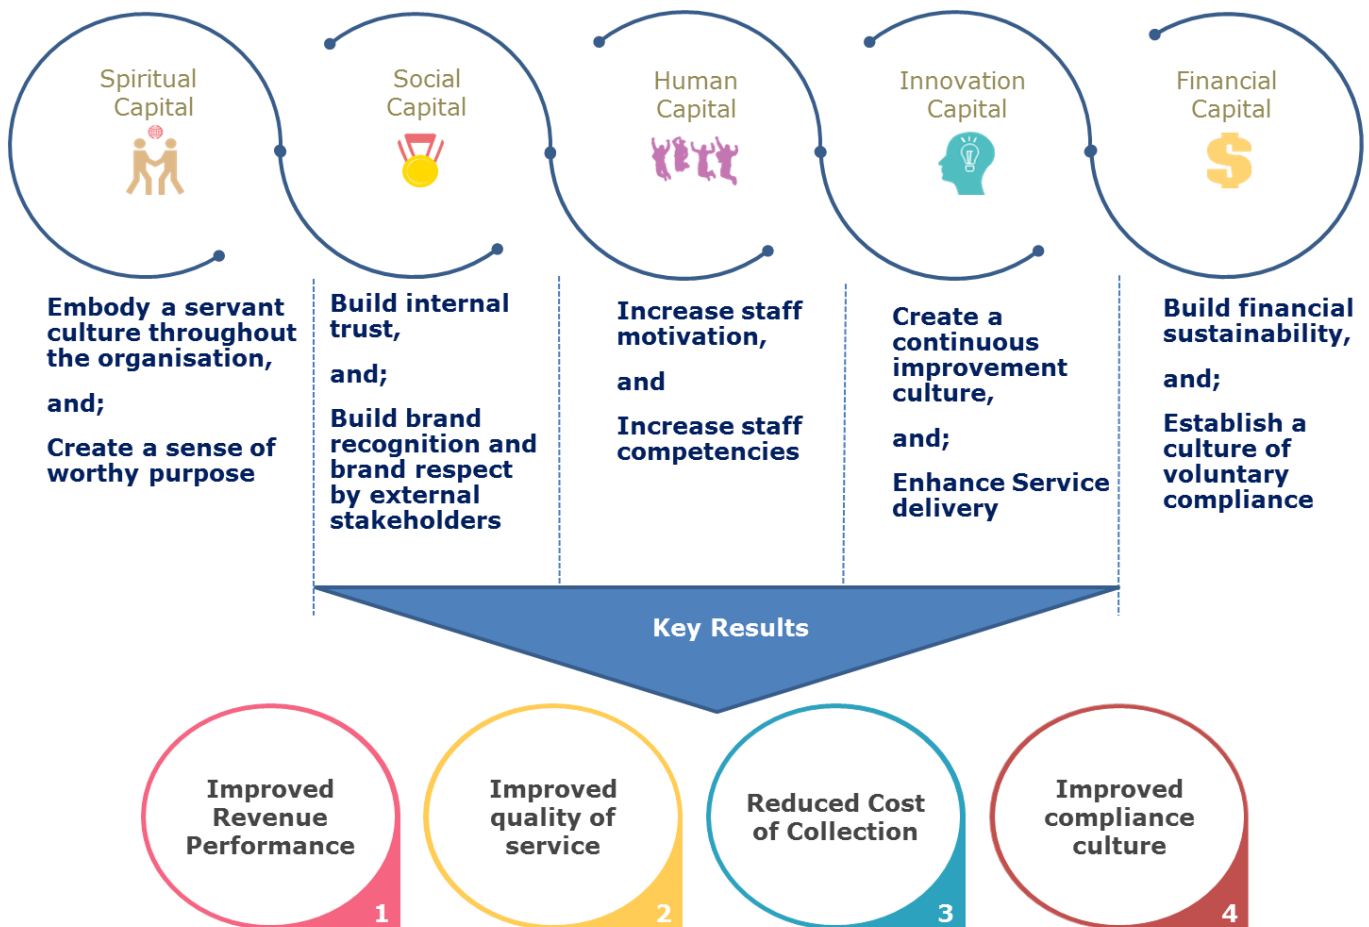 Spiritual
Capital
Social
Capital
Human
Capital
Innovation
Capital
Financial
Capital
Embody a servant
culture throughout
the organisation,
and;
Create a sense of
worthy purpose
Build internal
trust,
and;
Build brand
recognition and
brand respect
by external
stakeholders
Increase staff
motivation,
and
Increase staff
competencies
Create a
continuous
improvement
culture,
and;
Enhance Service
delivery
Build financial
sustainability,
and;
Establish a
culture of
voluntary
compliance
Key Results
Improved
Revenue
Performance
1
Improved
quality of
service
2
Reduced Cost
of Collection
3
Improved
compliance
culture
4